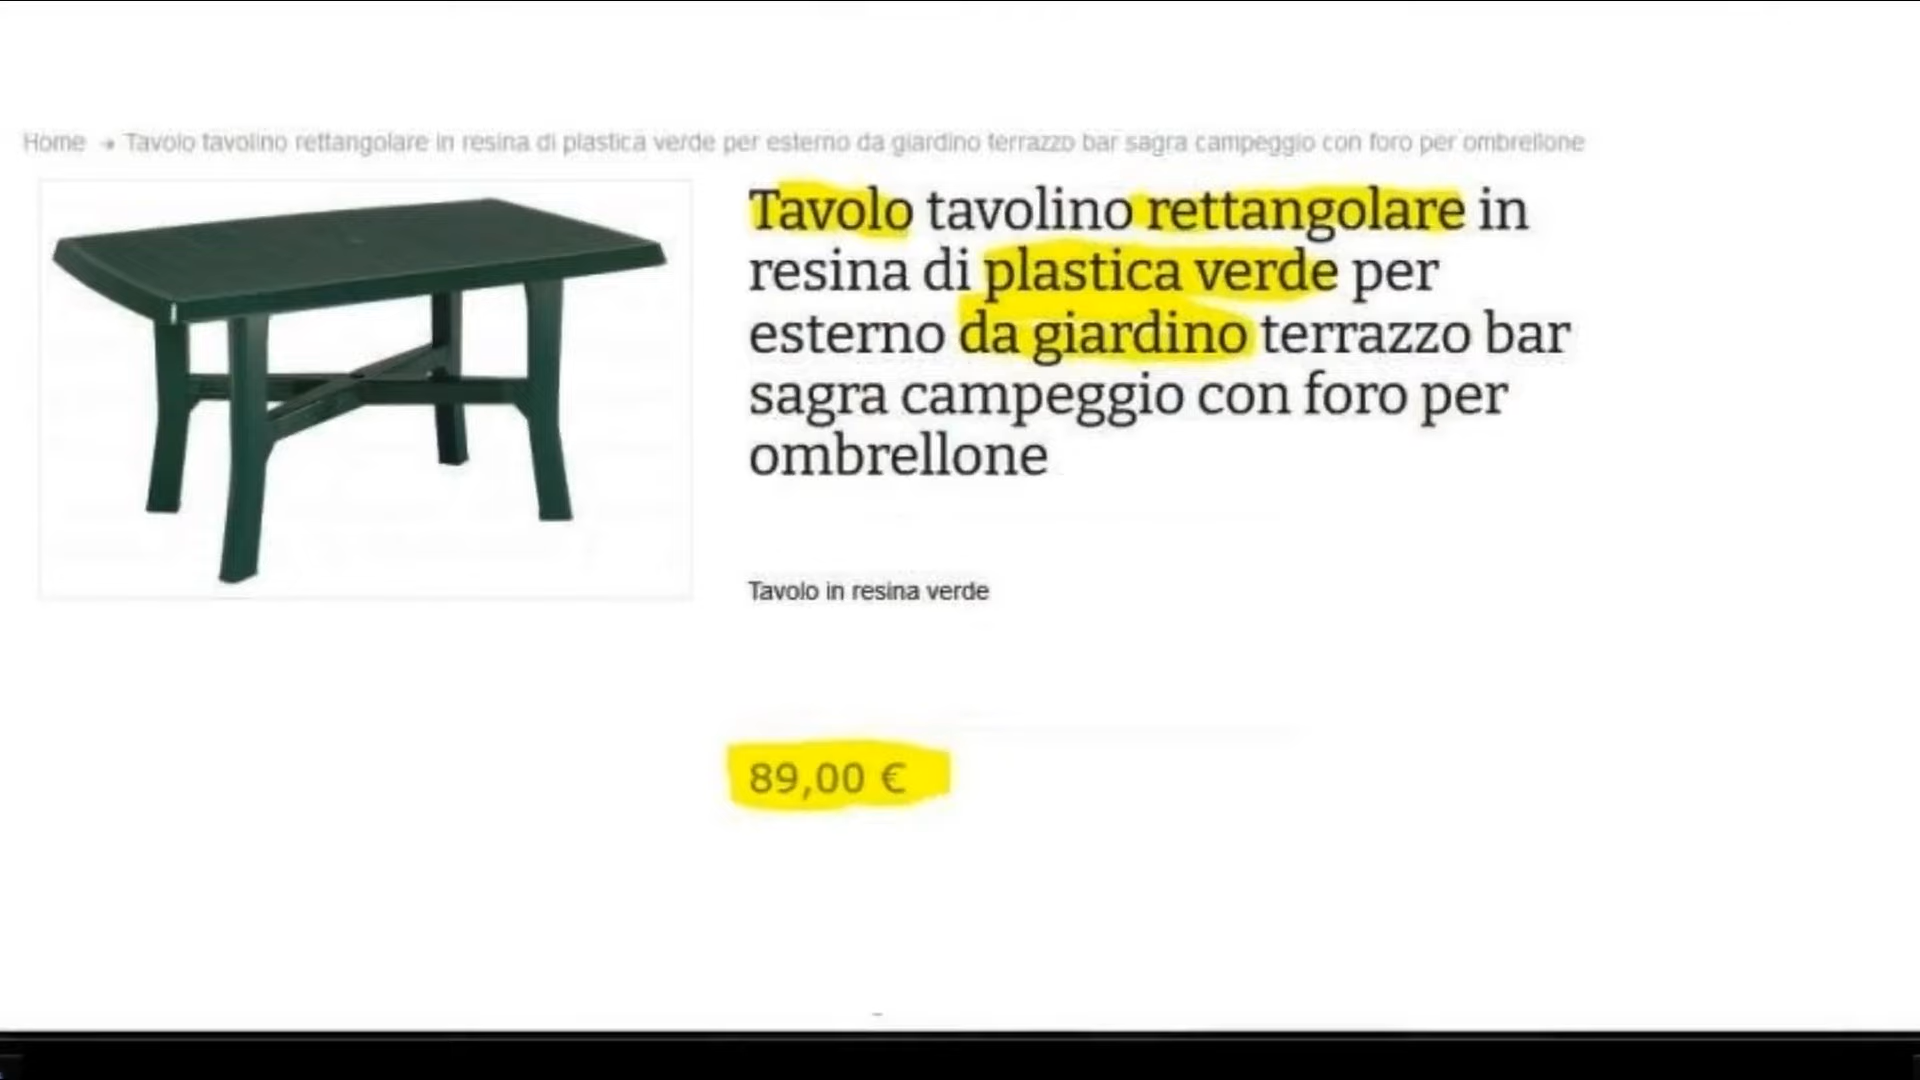 Home → Tavolo tavolino rettangolare in resina di plastica verde per esterno da giardino terrazzo bar sagra campeggio con foro per ombrellone
Tavolo tavolino rettangolare in
resina di plastica verde per
esterno da giardino terrazzo bar
sagra campeggio con foro per
ombrellone
Tavolo in resina verde
89,00 €